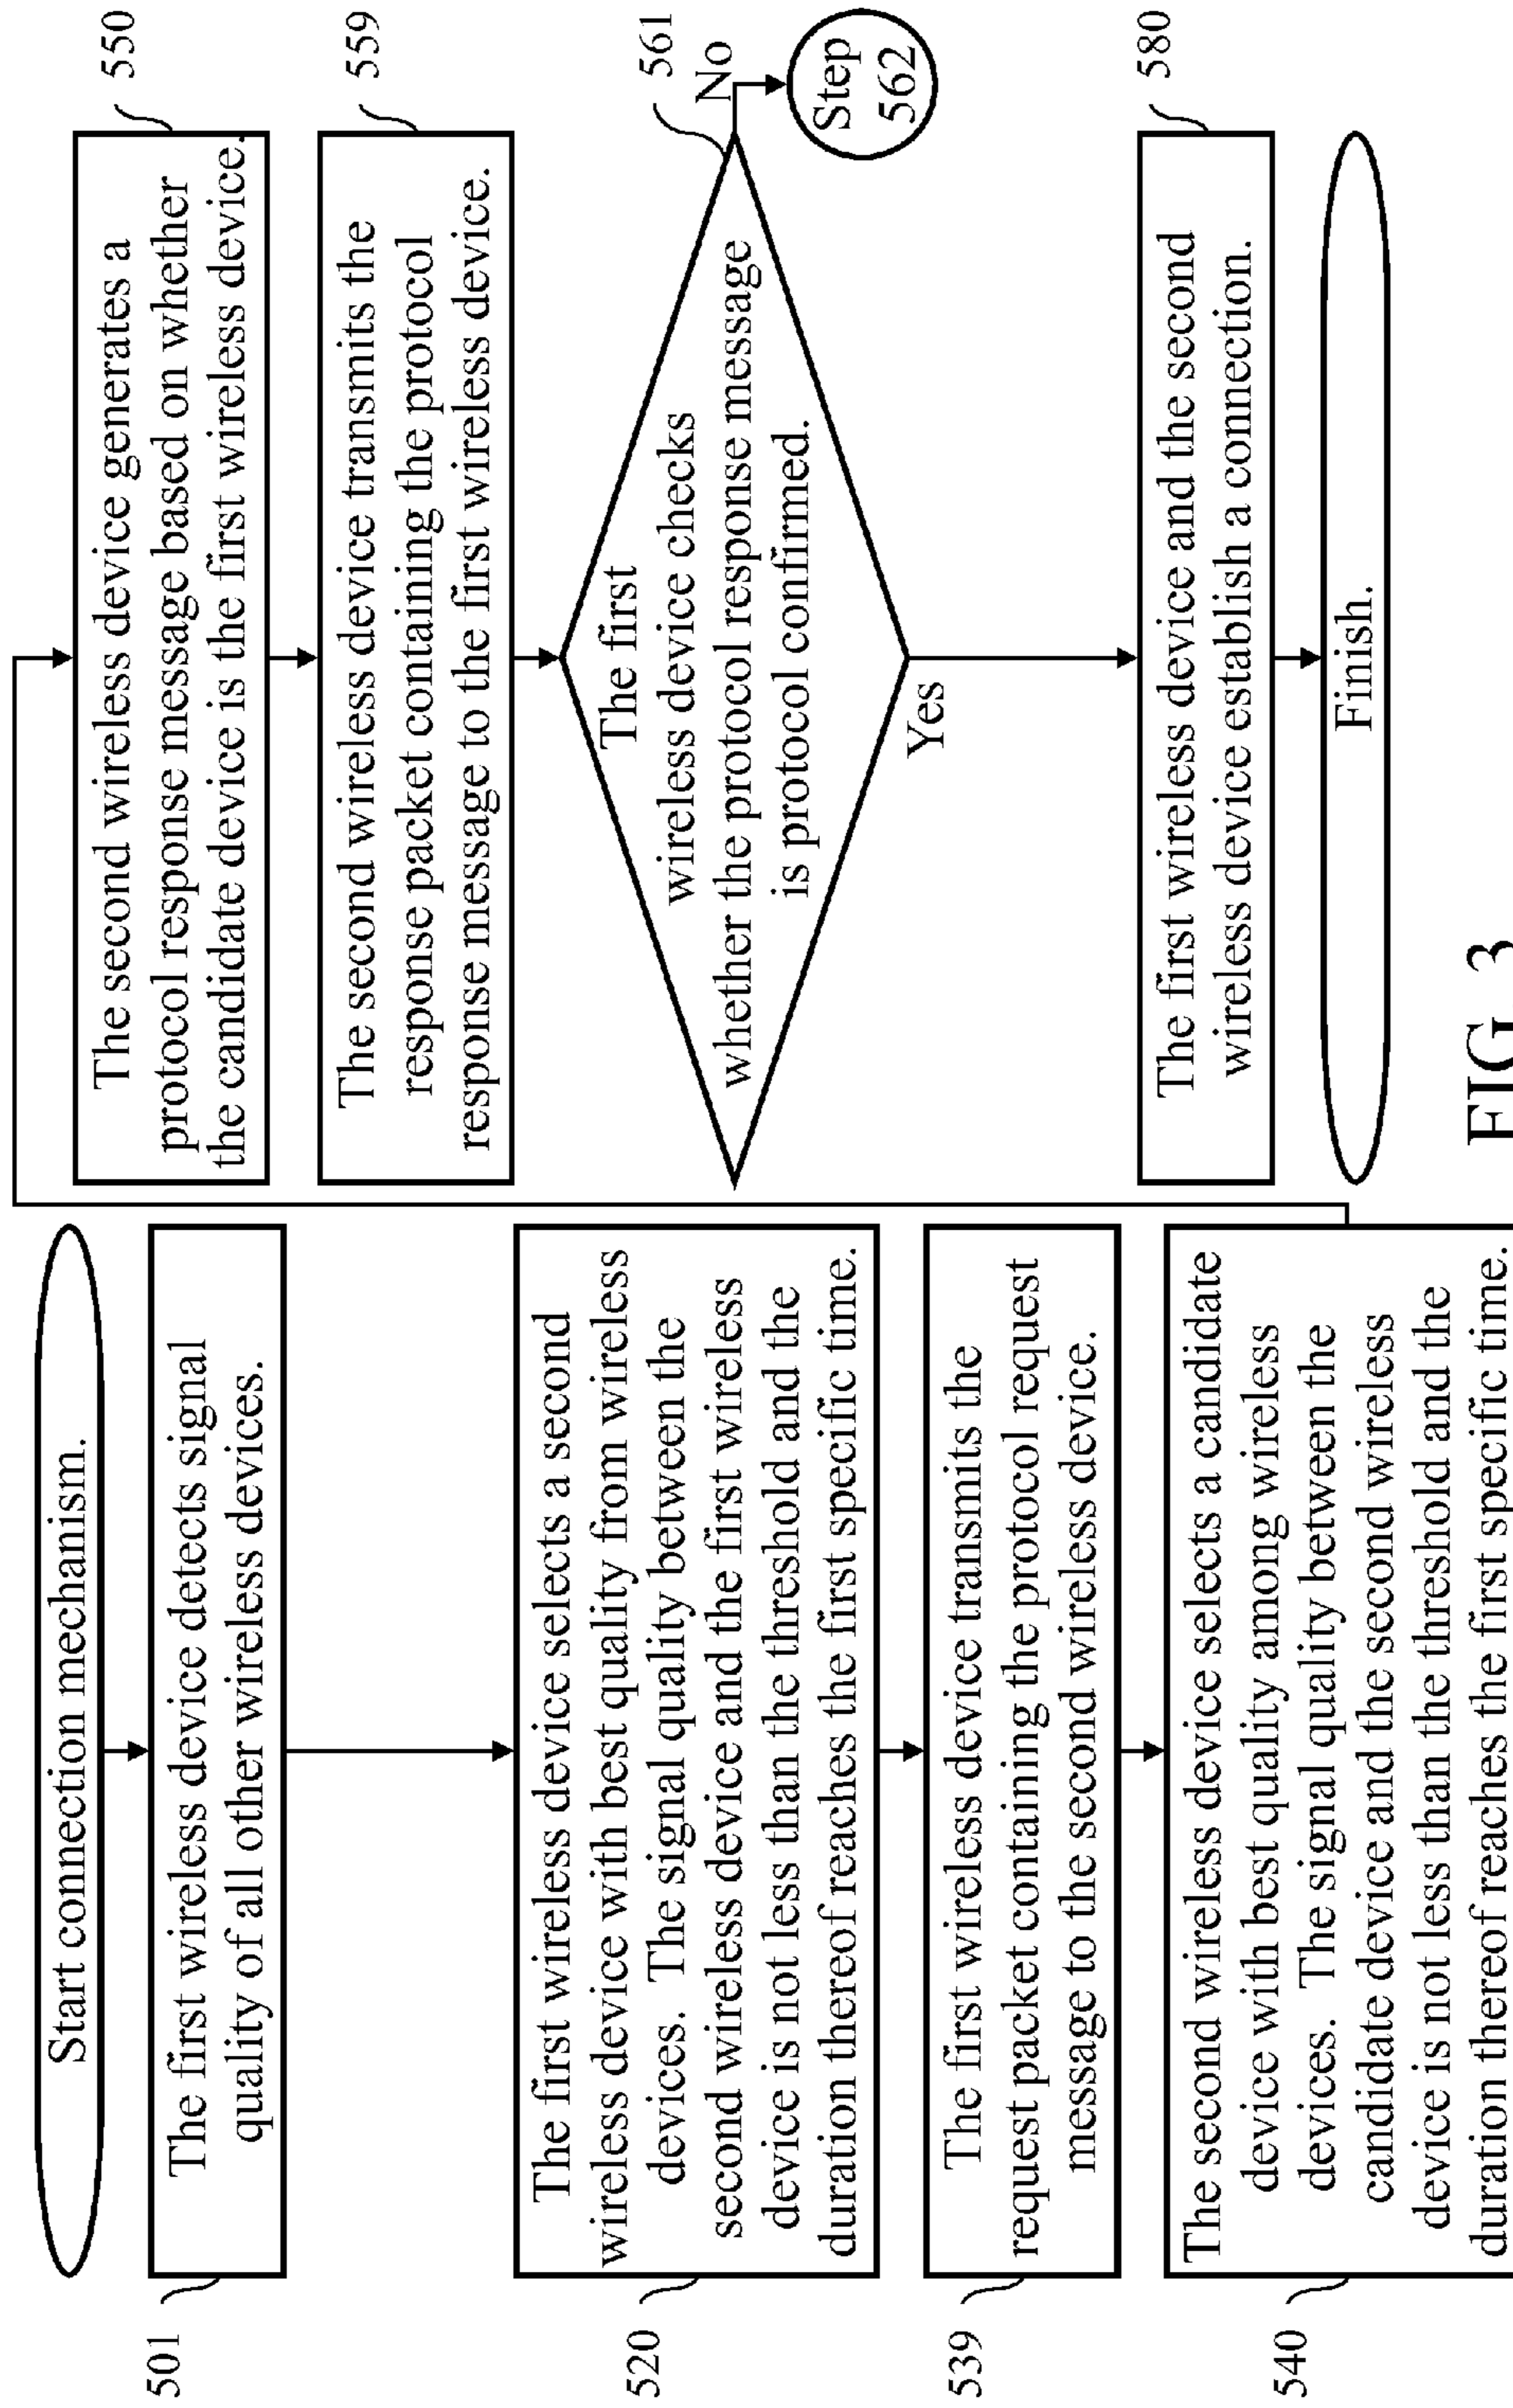 Start connection mechanism.
501
The first wireless device detects signal
quality of all other wireless devices.
520
The first wireless device selects a second
wireless device with best quality from wireless
devices. The signal quality between the
second wireless device and the first wireless
device is not less than the threshold and the
duration thereof reaches the first specific time.
539
The first wireless device transmits the
request packet containing the protocol request
message to the second wireless device.
540
The second wireless device selects a candidate
device with best quality among wireless
devices. The signal quality between the
candidate device and the second wireless
device is not less than the threshold and the
duration thereof reaches the first specific time.
550
The second wireless device generates a
protocol response message based on whether
the candidate device is the first wireless device.
559
The second wireless device transmits the
response packet containing the protocol
response message to the first wireless device.
561
The first
wireless device checks
whether the protocol response message
is protocol confirmed.
No
Step
562
Yes
580
The first wireless device and the second
wireless device establish a connection.
Finish.
FIG. 3